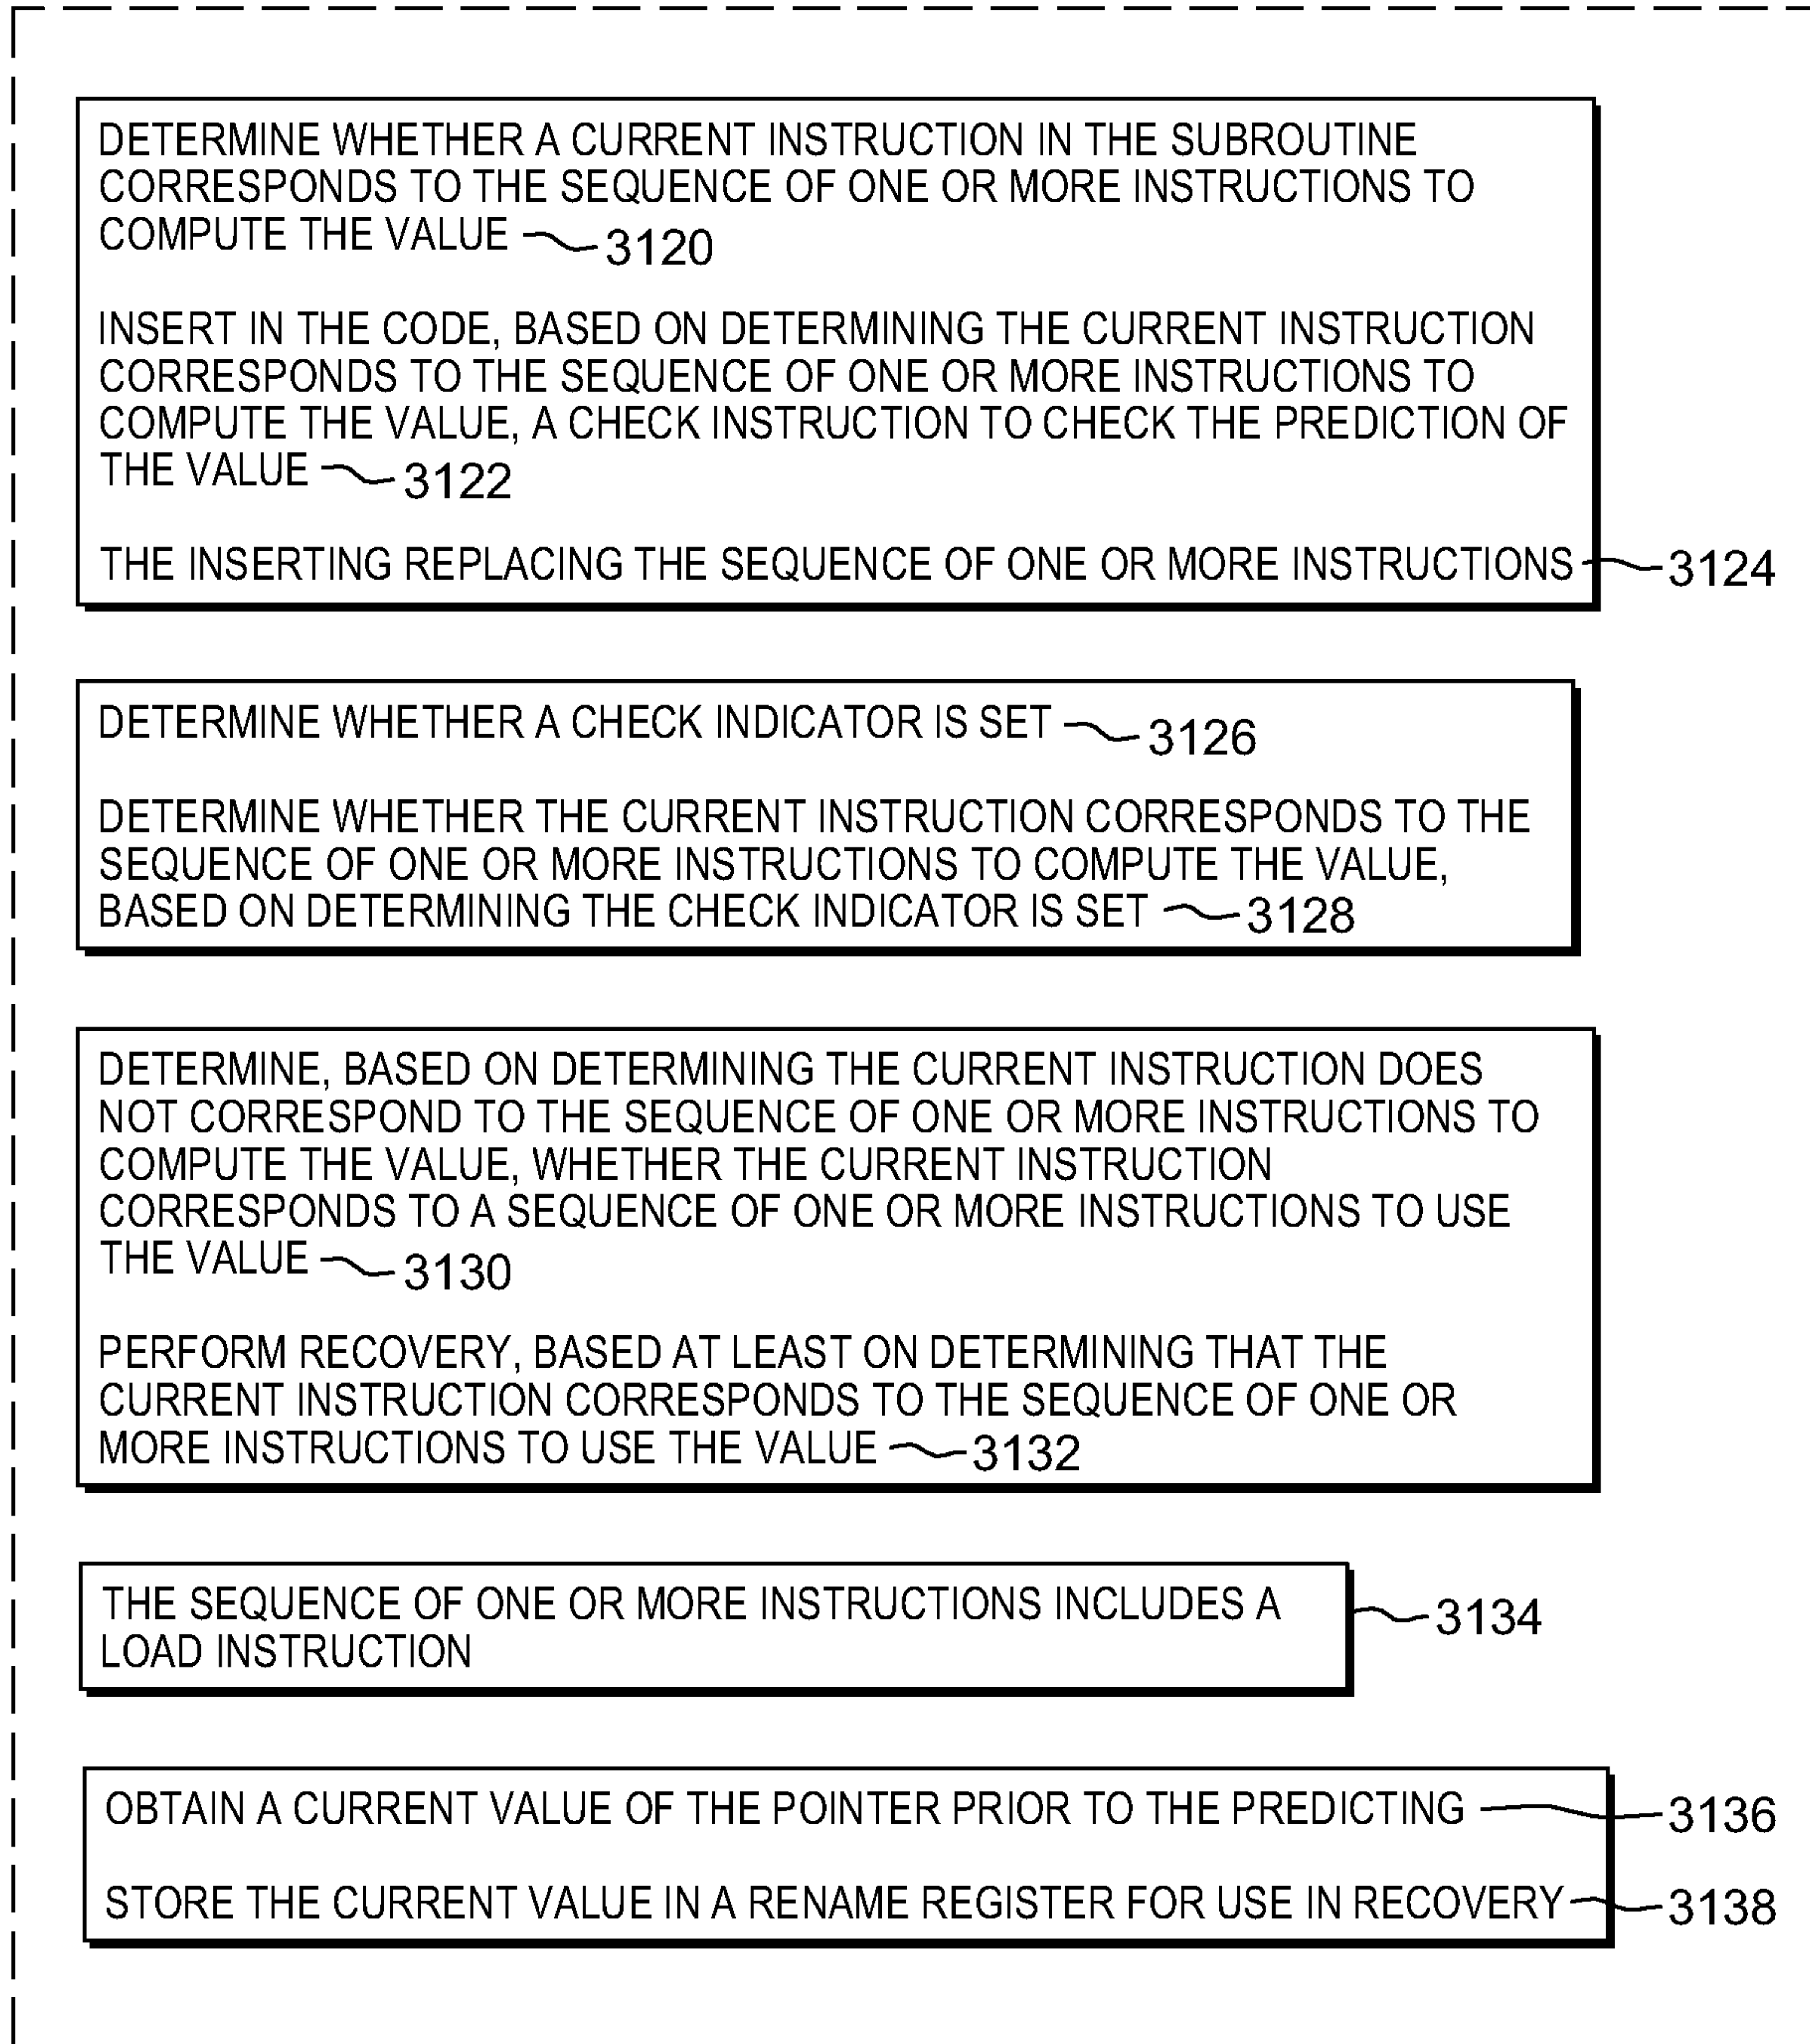 DETERMINE WHETHER A CURRENT INSTRUCTION IN THE SUBROUTINE
CORRESPONDS TO THE SEQUENCE OF ONE OR MORE INSTRUCTIONS TO
COMPUTE THE VALUE 3120
INSERT IN THE CODE, BASED ON DETERMINING THE CURRENT INSTRUCTION
CORRESPONDS TO THE SEQUENCE OF ONE OR MORE INSTRUCTIONS TO
COMPUTE THE VALUE, A CHECK INSTRUCTION TO CHECK THE PREDICTION OF
THE VALUE 3122
THE INSERTING REPLACING THE SEQUENCE OF ONE OR MORE INSTRUCTIONS 3124
DETERMINE WHETHER A CHECK INDICATOR IS SET 3126
DETERMINE WHETHER THE CURRENT INSTRUCTION CORRESPONDS TO THE
SEQUENCE OF ONE OR MORE INSTRUCTIONS TO COMPUTE THE VALUE,
BASED ON DETERMINING THE CHECK INDICATOR IS SET 3128
DETERMINE, BASED ON DETERMINING THE CURRENT INSTRUCTION DOES
NOT CORRESPOND TO THE SEQUENCE OF ONE OR MORE INSTRUCTIONS TO
COMPUTE THE VALUE, WHETHER THE CURRENT INSTRUCTION
CORRESPONDS TO A SEQUENCE OF ONE OR MORE INSTRUCTIONS TO USE
THE VALUE 3130
PERFORM RECOVERY, BASED AT LEAST ON DETERMINING THAT THE
CURRENT INSTRUCTION CORRESPONDS TO THE SEQUENCE OF ONE OR
MORE INSTRUCTIONS TO USE THE VALUE 3132
THE SEQUENCE OF ONE OR MORE INSTRUCTIONS INCLUDES A
LOAD INSTRUCTION 3134
OBTAIN A CURRENT VALUE OF THE POINTER PRIOR TO THE PREDICTING 3136
STORE THE CURRENT VALUE IN A RENAME REGISTER FOR USE IN RECOVERY 3138